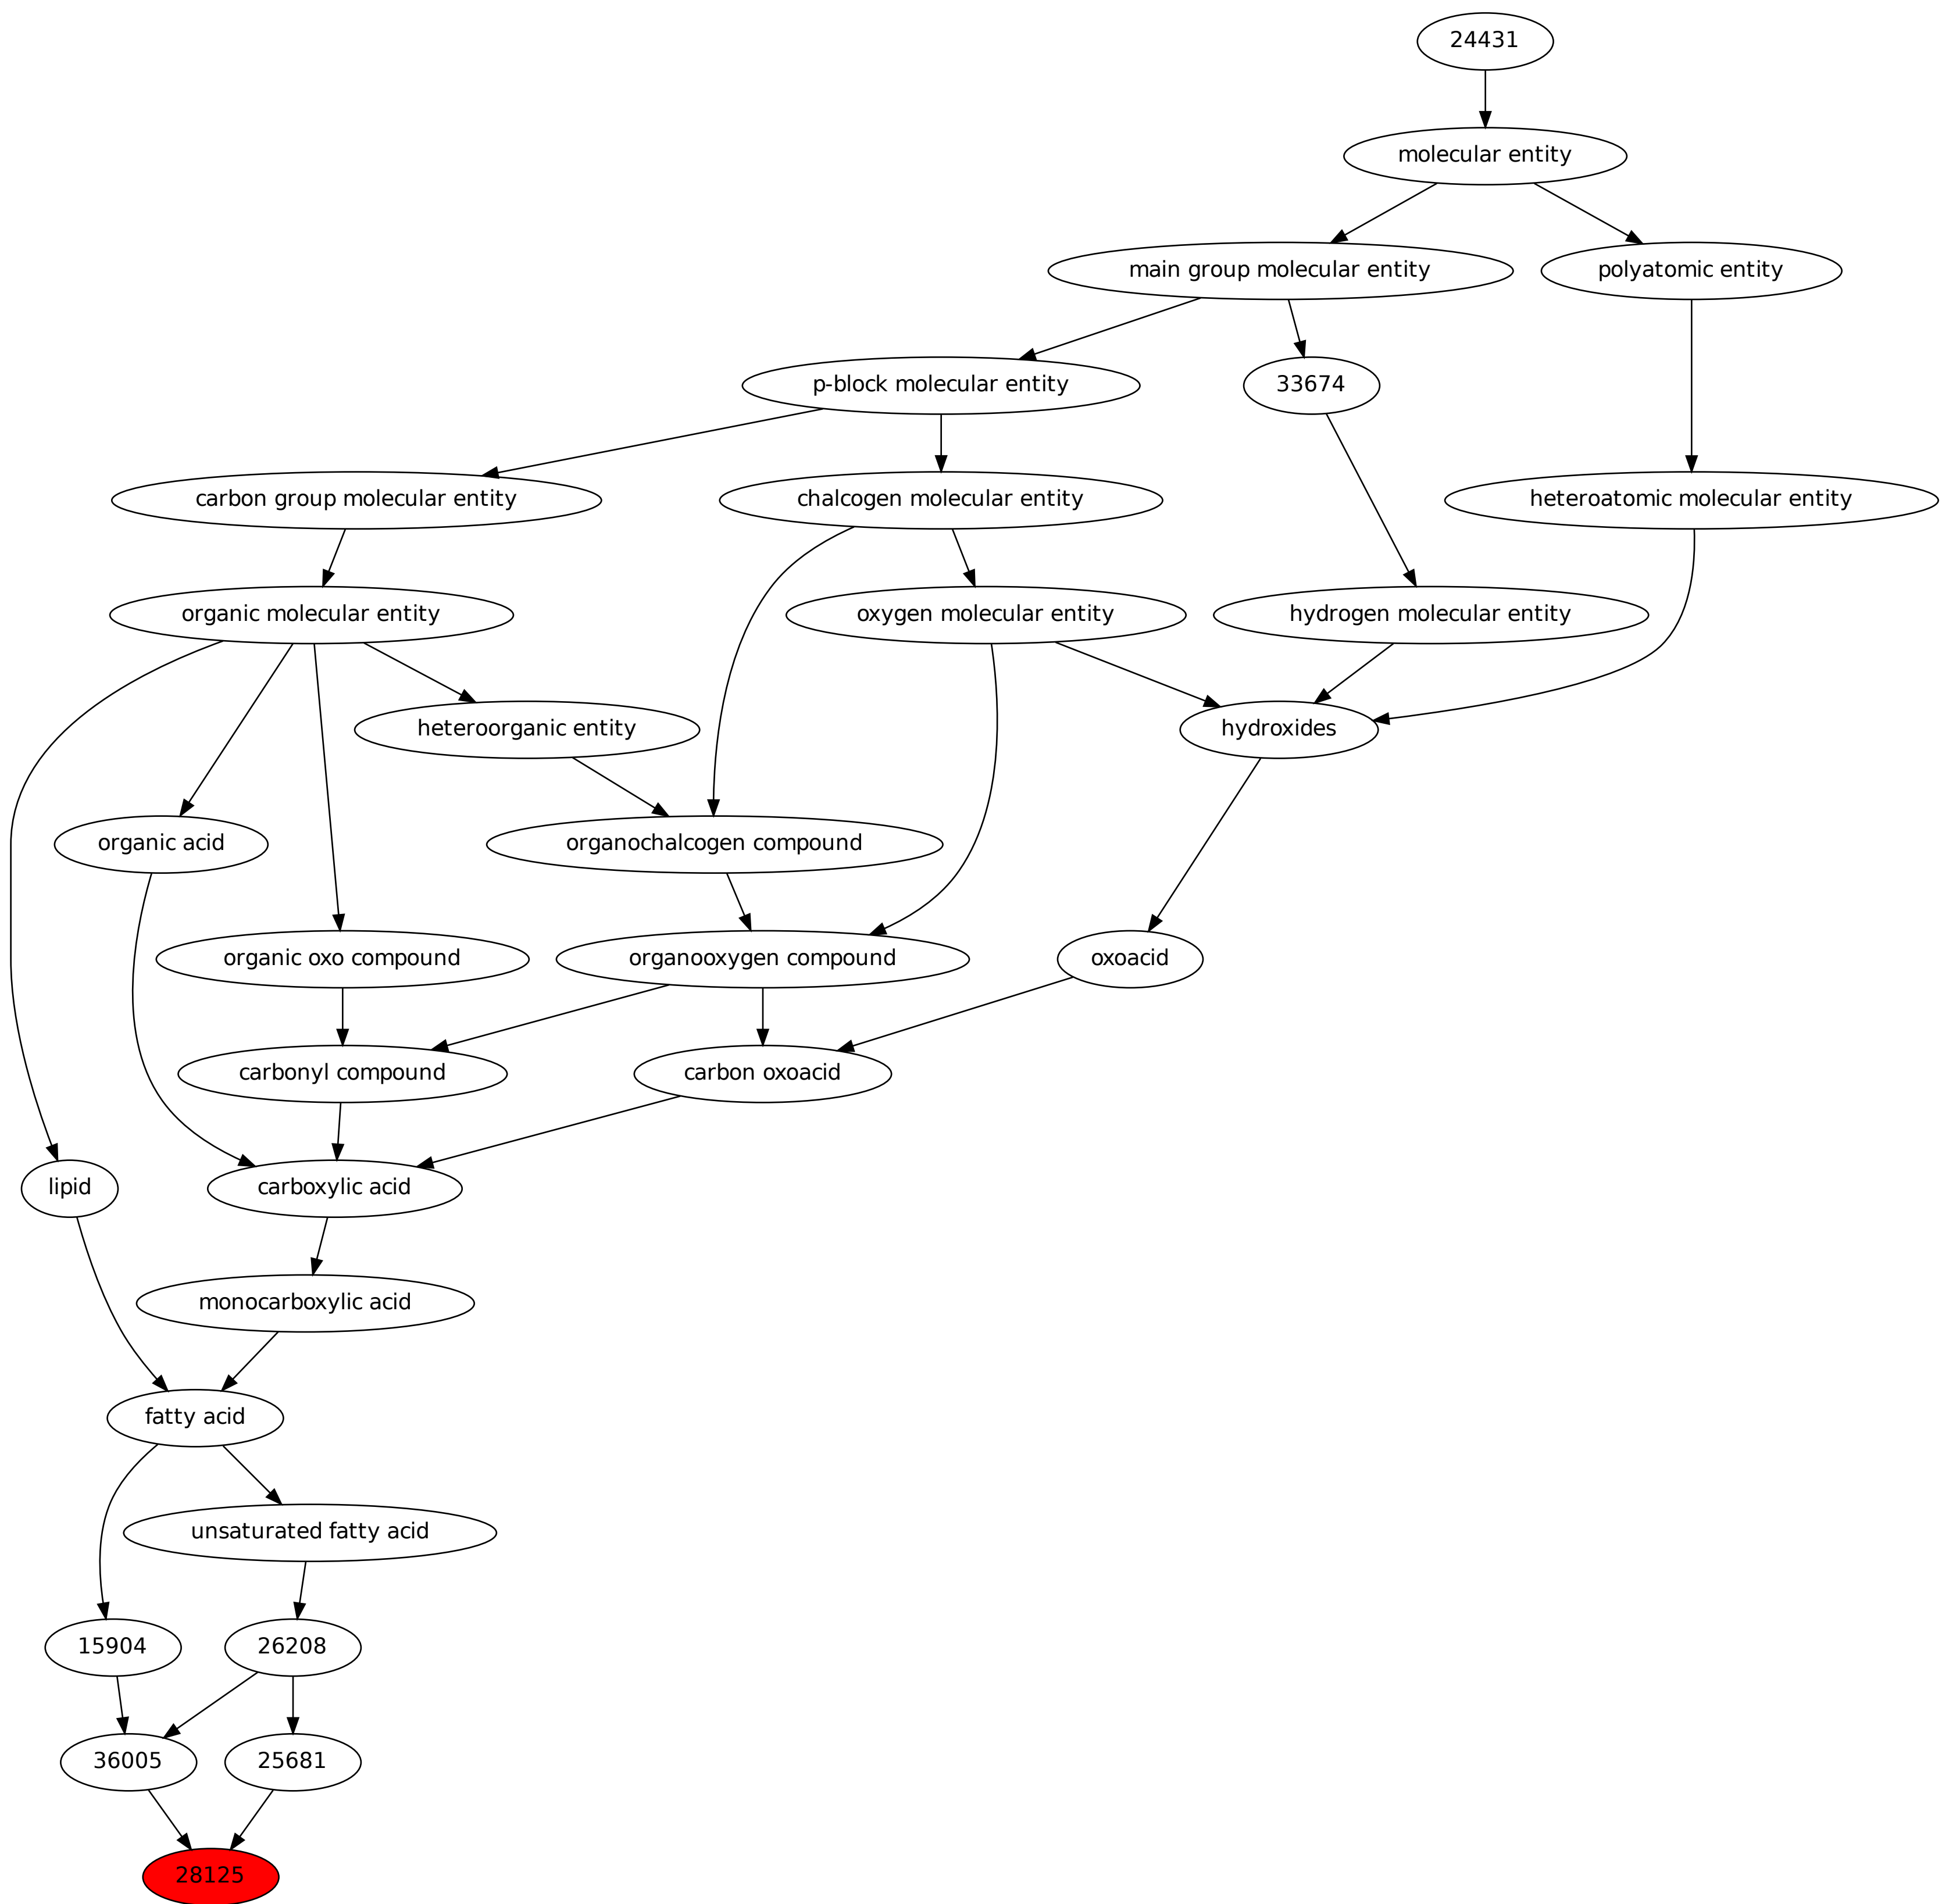 24431
molecular entity
main group molecular entity
polyatomic entity
p-block molecular entity
33674
carbon group molecular entity
chalcogen molecular entity
heteroatomic molecular entity
organic molecular entity
oxygen molecular entity
hydrogen molecular entity
heteroorganic entity
hydroxides
organic acid
organochalcogen compound
organic oxo compound
organooxygen compound
oxoacid
carbonyl compound
carbon oxoacid
lipid
carboxylic acid
monocarboxylic acid
fatty acid
unsaturated fatty acid
15904
26208
36005
25681
28125